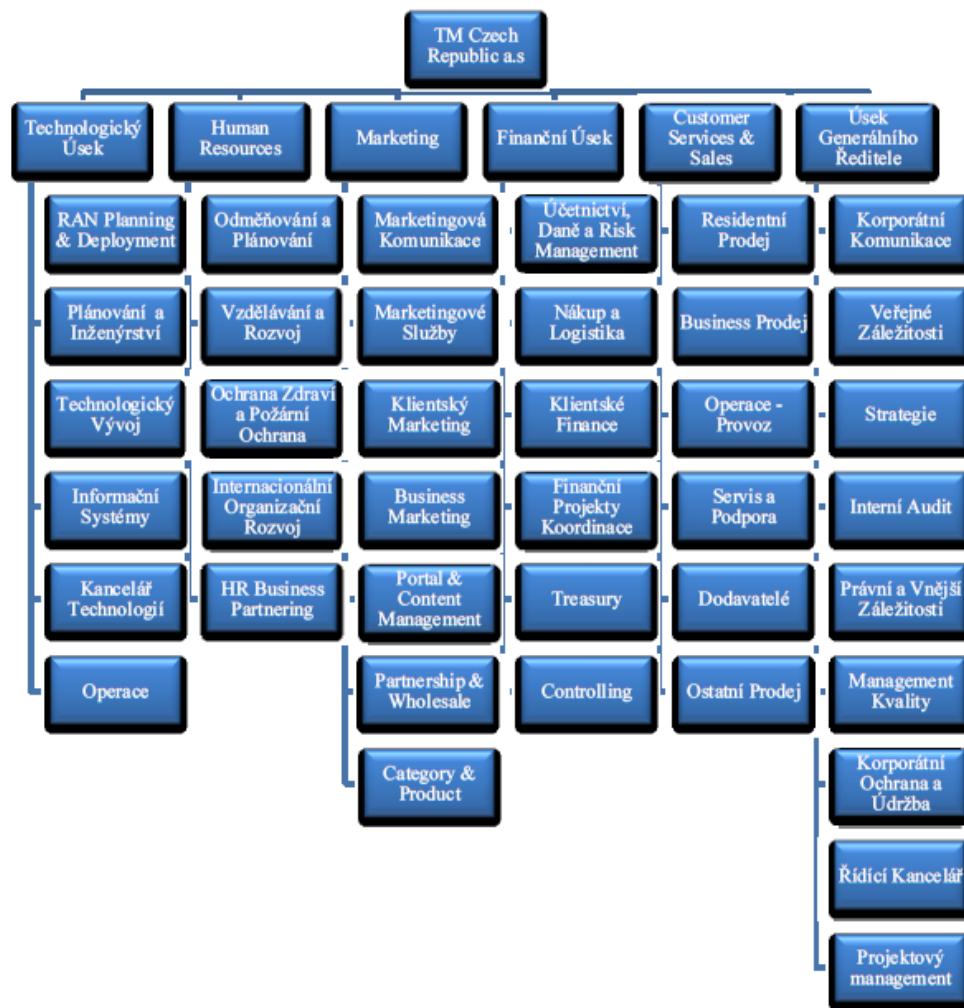 TM Czech
Republic a.s
Technologický
Úsek
Human
Resources
Marketing
Finanční Úsek
Customer
Services &
Sales
Úsek
Generálního
Ředitele
RAN Planning
& Deployment
Plánování a
Inženýrství
Technologický
Vývoj
Informační
Systémy
Kancelář
Technologií
Operace
Odměňování a
Plánování
Vzdělávání a
Rozvoj
Ochrana Zdraví
a Požární
Ochrana
Internacionální
Organizační
Rozvoj
HR Business
Partnering
Marketingová
Komunikace
Marketingové
Služby
Klientský
Marketing
Business
Marketing
Portal &
Content
Management
Partnership &
Wholesale
Category &
Product
Účetnictví,
Daně a Risk
Management
Nákup a
Logistika
Klientské
Finance
Finanční
Projekty
Koordinace
Treasury
Controlling
Residentní
Prodej
Business Prodej
Operace -
Provoz
Servis a
Podpora
Dodavatelé
Ostatní Prodej
Korporátní
Komunikace
Veřejné
Záležitosti
Strategie
Interní Audit
Právní a Vnější
Záležitosti
Management
Kvality
Korporátní
Ochrana a
Údržba
Řídící Kancelář
Projektový
management